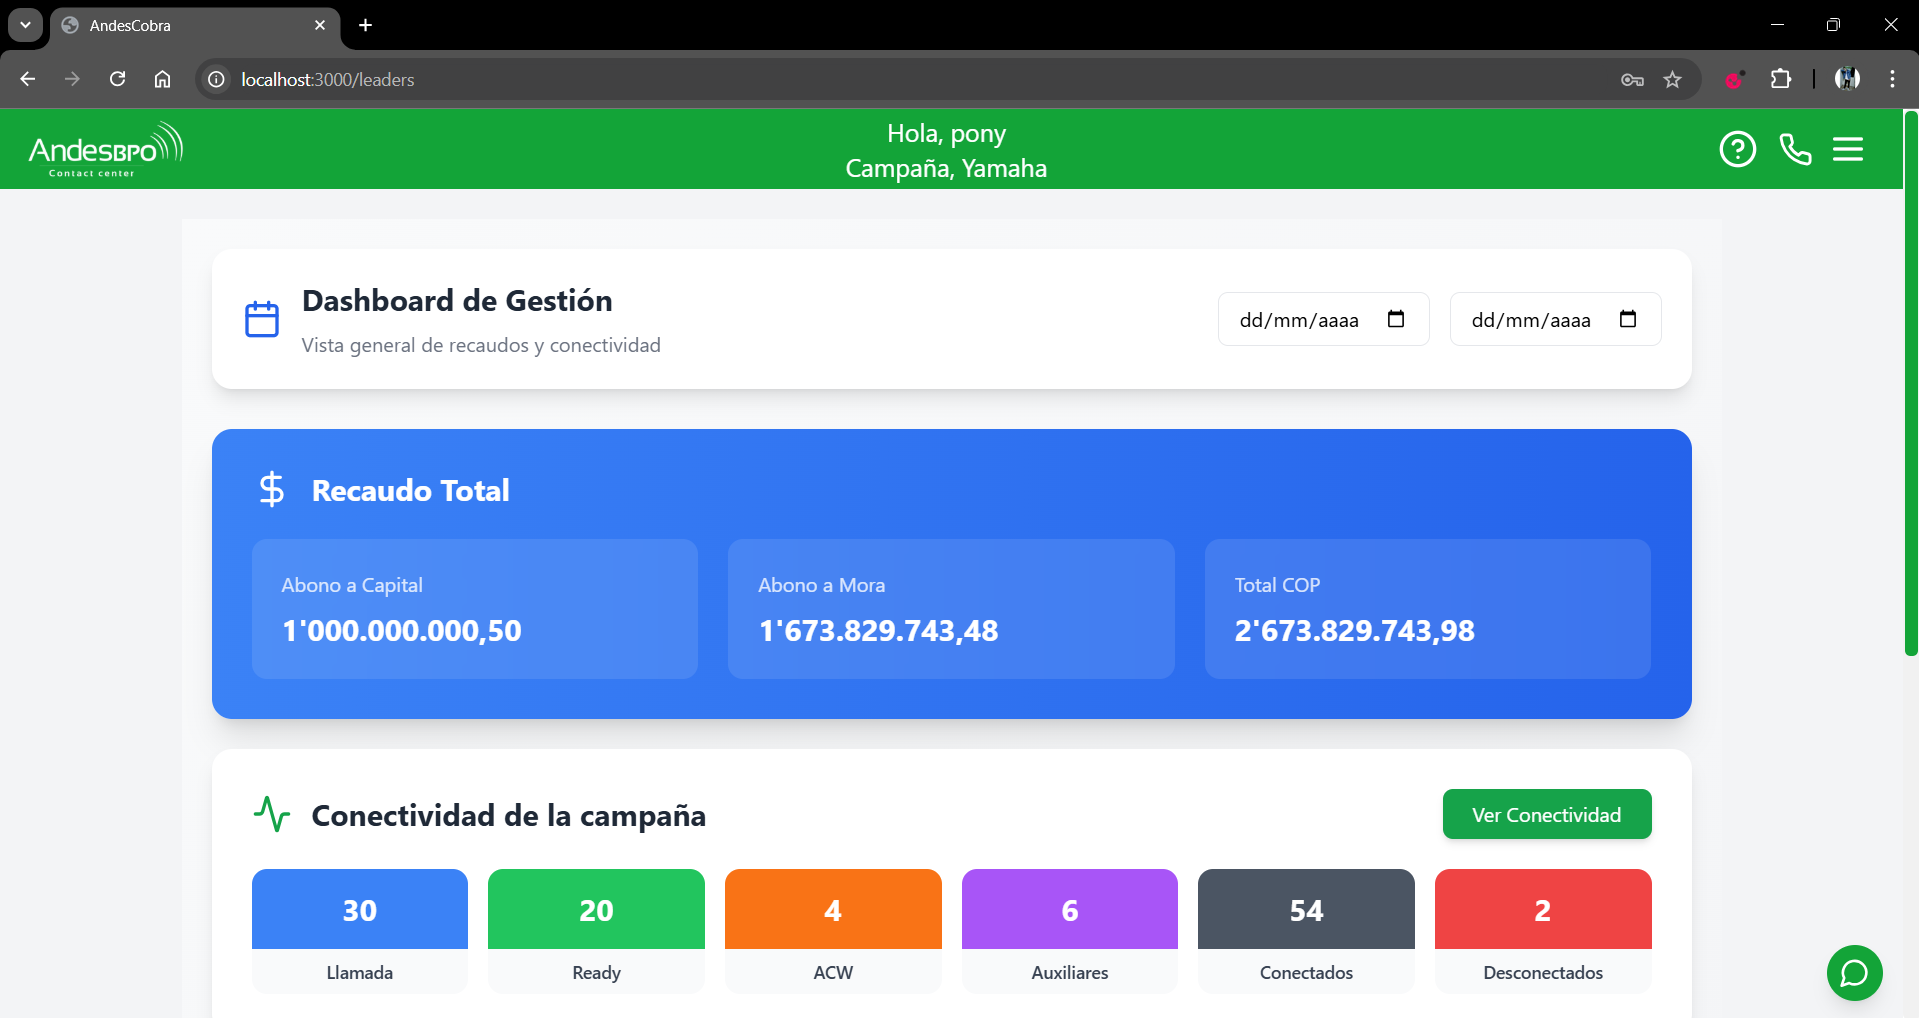 AndesCobra
localhost:3000/leaders
AndesBPO
Contact center
Hola, pony
Campaña, Yamaha
Dashboard de Gestión
Vista general de recaudos y conectividad
dd/mm/aaaa
dd/mm/aaaa
Recaudo Total
Abono a Capital
1'000.000.000,50
Abono a Mora
1'673.829.743,48
Total COP
2'673.829.743,98
Conectividad de la campaña
Ver Conectividad
30
Llamada
20
Ready
4
ACW
6
Auxiliares
54
Conectados
2
Desconectados